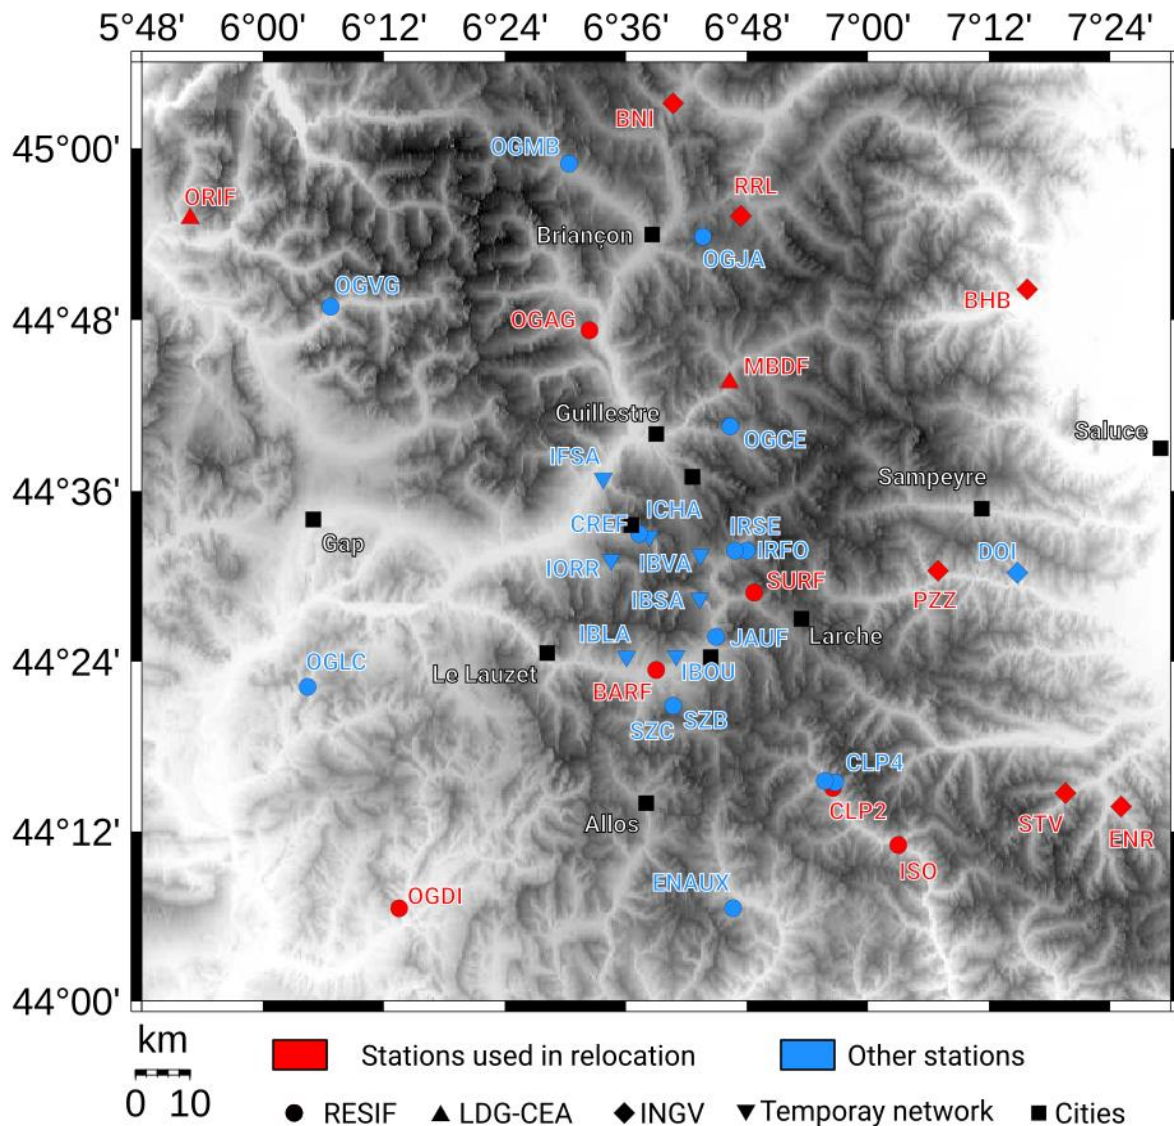 5°48' 6°00' 6°12' 6°24' 6°36' 6°48' 7°00' 7°12' 7°24'
BNI
45°00'
OGMB
ORIF
RRL
Briançon
OGJA
OGVG
BHB
44°48'
OGAG
MBDF
Guillestre
OGCE
Saluce
IFSA
Sampeyre
44°36'
ICHA
CREF
IRSE
Gap
IRFO
DOI
IORR
IBVA
SURF
IBSA
PZZ
IBLA
JAUF
Larche
44°24'
OGLC
Le Lauzet
IBOU
BARF
SZC
SZB
CLP4
CLP2
Allos
STV
44°12'
ENR
ISO
ENAUX
OGDI
44°00'
km
0 10
Stations used in relocation
Other stations
RESIF
LDG-CEA
INGV
Temporay network
Cities